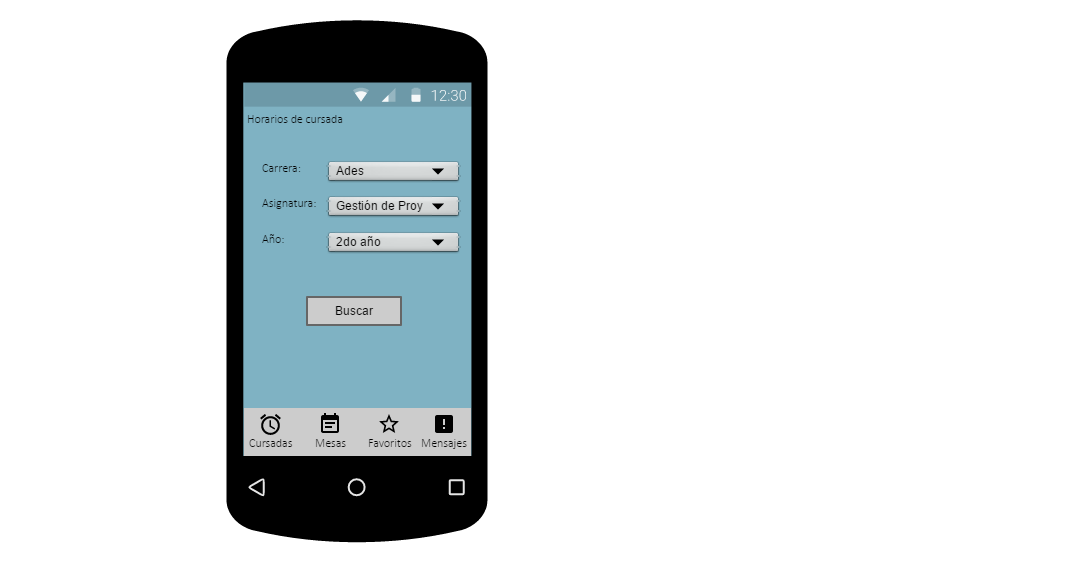 12:30
Horarios de cursada
Carrera: Ades
Asignatura: Gestión de Proy
Año: 2do año
Buscar
Cursadas Mesas Favoritos Mensajes